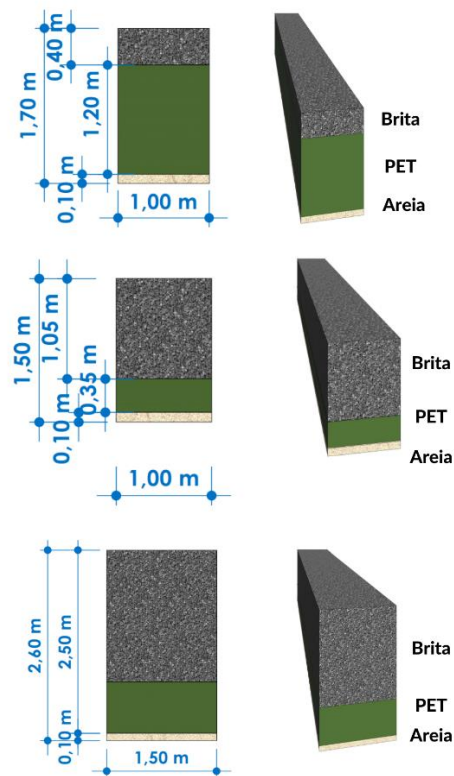 0,40 m
1,70 m
1,20 m
0,10 m
1,00 m
Brita
PET
Areia
1,50 m
1,05 m
0,35 m
0,10 m
1,00 m
Brita
PET
Areia
2,60 m
2,50 m
0,10 m
1,50 m
Brita
PET
Areia